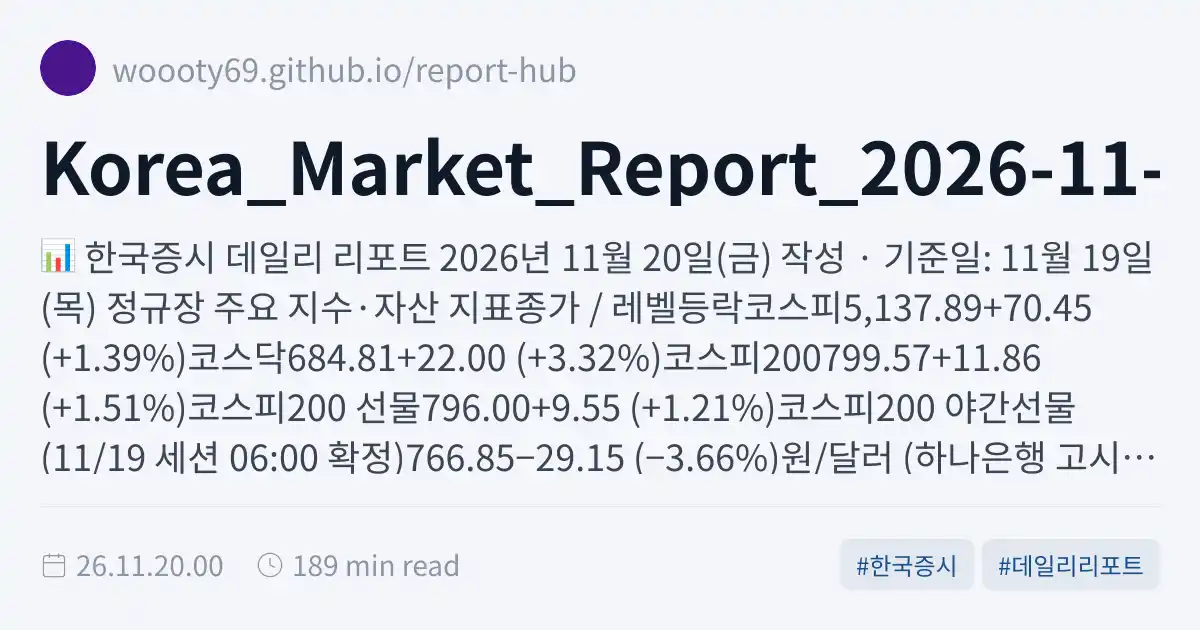 woooty69.github.io/report-hub
Korea_Market_Report_2026-11-
📊 한국증시 데일리 리포트 2026년 11월 20일(금) 작성 · 기준일: 11월 19일
(목) 정규장 주요 지수·자산 지표종가 / 레벨등락코스피5,137.89+70.45
(+1.39%)코스닥684.81+22.00 (+3.32%)코스피200799.57+11.86
(+1.51%)코스피200 선물796.00+9.55 (+1.21%)코스피200 야간선물
(11/19 세션 06:00 확정)766.85−29.15 (−3.66%)원/달러 (하나은행 고시…
26.11.20.00
189 min read
#한국증시
#데일리리포트